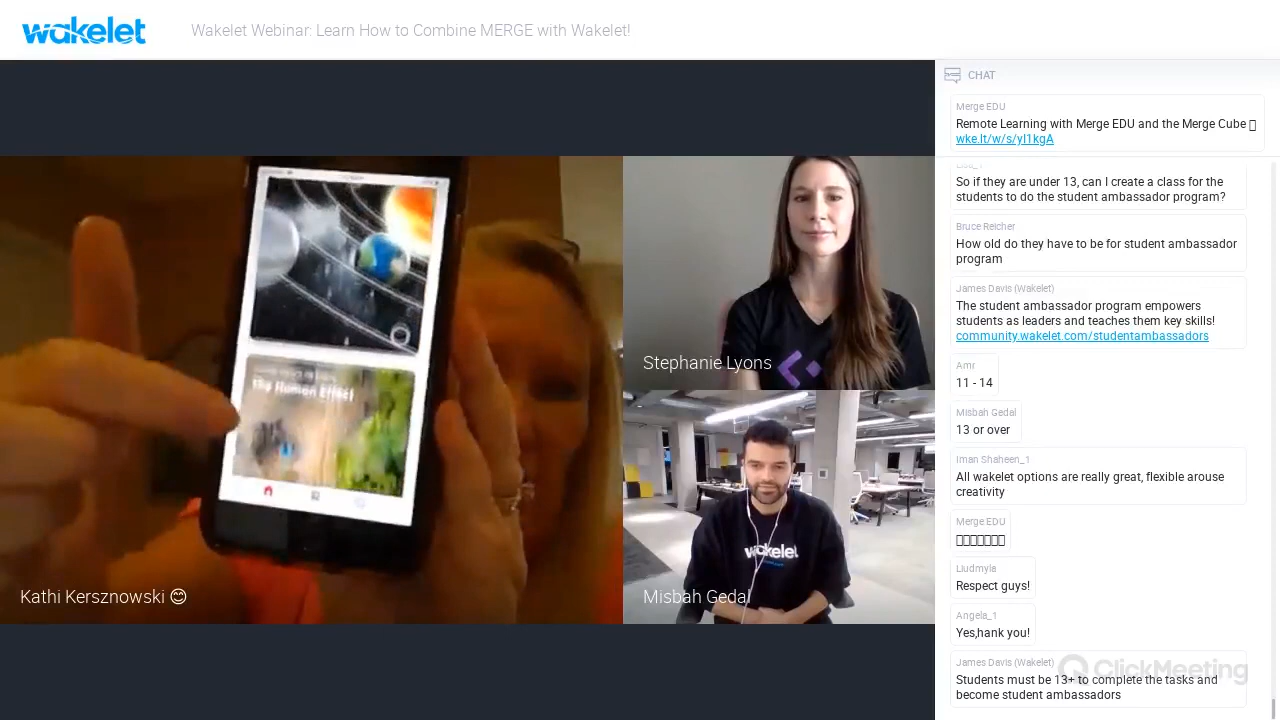 wakelet
Wakelet Webinar: Learn How to Combine MERGE with Wakelet!
The Human Effect
Kathi Kersznowski 😊
Stephanie Lyons
wakelet
Misbah Gedal
CHAT
Merge EDU
Remote Learning with Merge EDU and the Merge Cube
wke.lt/w/s/yI1kgA
So if they are under 13, can I create a class for the
students to do the student ambassador program?
Bruce Reicher
How old do they have to be for student ambassador
program
James Davis (Wakelet)
The student ambassador program empowers
students as leaders and teaches them key skills!
community.wakelet.com/studentambassadors
Amr
11 - 14
Misbah Gedal
13 or over
Iman Shaheen_1
All wakelet options are really great, flexible arouse
creativity
Merge EDU
Liudmyla
Respect guys!
Angela_1
Yes,hank you!
James Davis (Wakelet)
Students must be 13+ to complete the tasks and
become student ambassadors
ClickMeeting